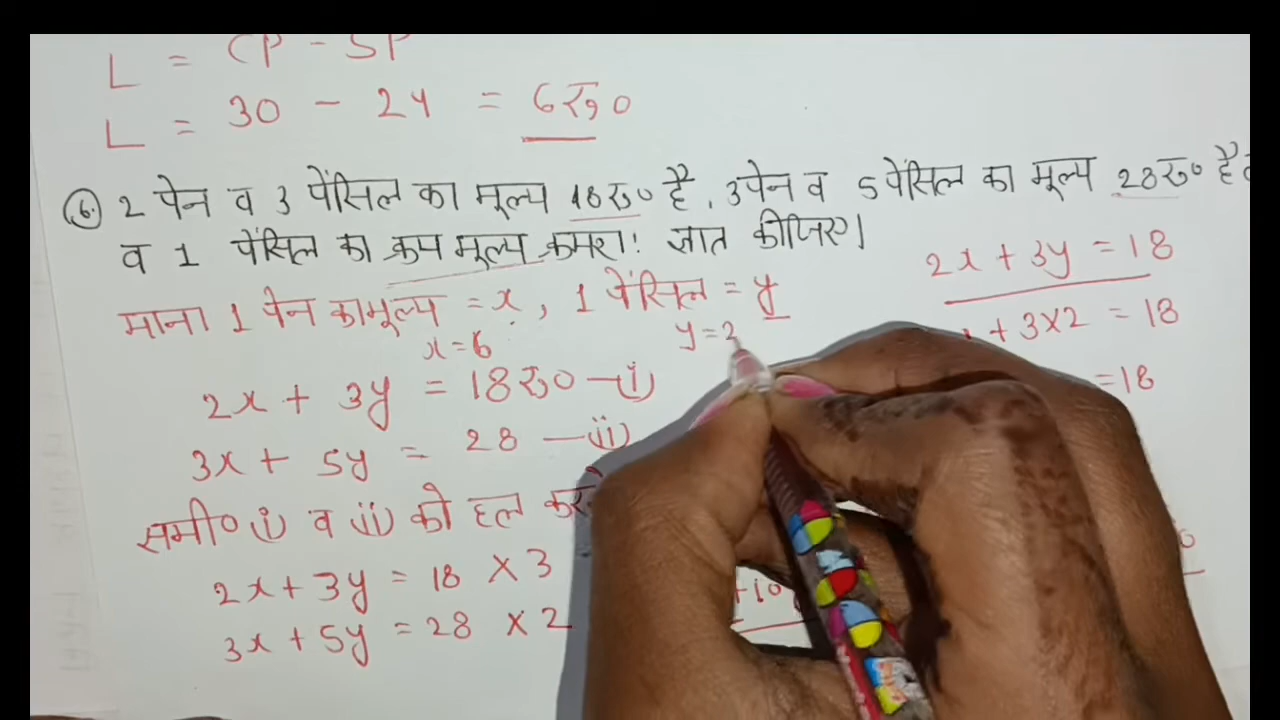 L = CP - SP
L = 30 - 24 = 6रु०
⑥ 2 पेन व 3 पेंसिल का मूल्य 18रु० है, 3पेन व 5 पेंसिल का मूल्य 28रु० है
व 1 पेंसिल का क्रय मूल्य क्रमशः ज्ञात कीजिए।
माना 1 पेन का मूल्य = x, 1 पेंसिल = y
x = 6 y = 2
2x + 3y = 18रु० —(i)
3x + 5y = 28 —(ii)
समी० (i) व (ii) को हल
2x + 3y = 18 × 3
3x + 5y = 28 × 2
2x + 3y = 18
+ 3×2 = 18
= 18
+10